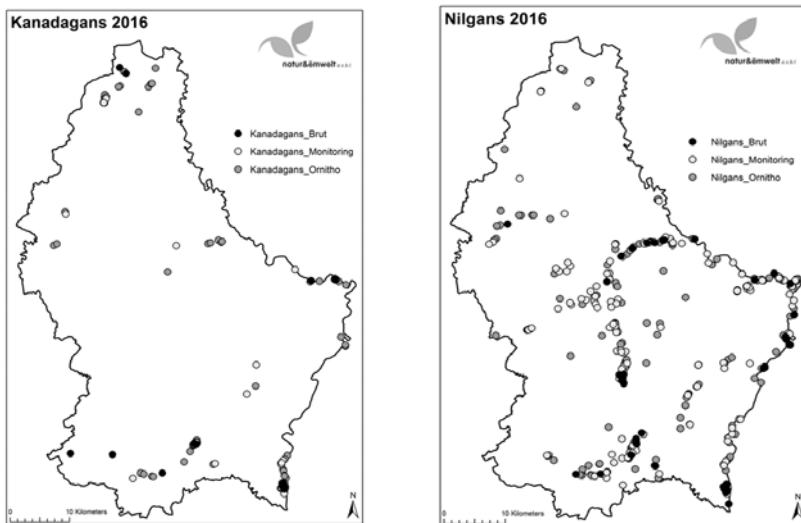 Kanadagans 2016
natur&ëmwelt a.s.b.l
Kanadagans_Brut
Kanadagans_Monitoring
Kanadagans_Ornitho
0 10 Kilometers
N
Nilgans 2016
natur&ëmwelt a.s.b.l
Nilgans_Brut
Nilgans_Monitoring
Nilgans_Ornitho
0 10 Kilometers
N